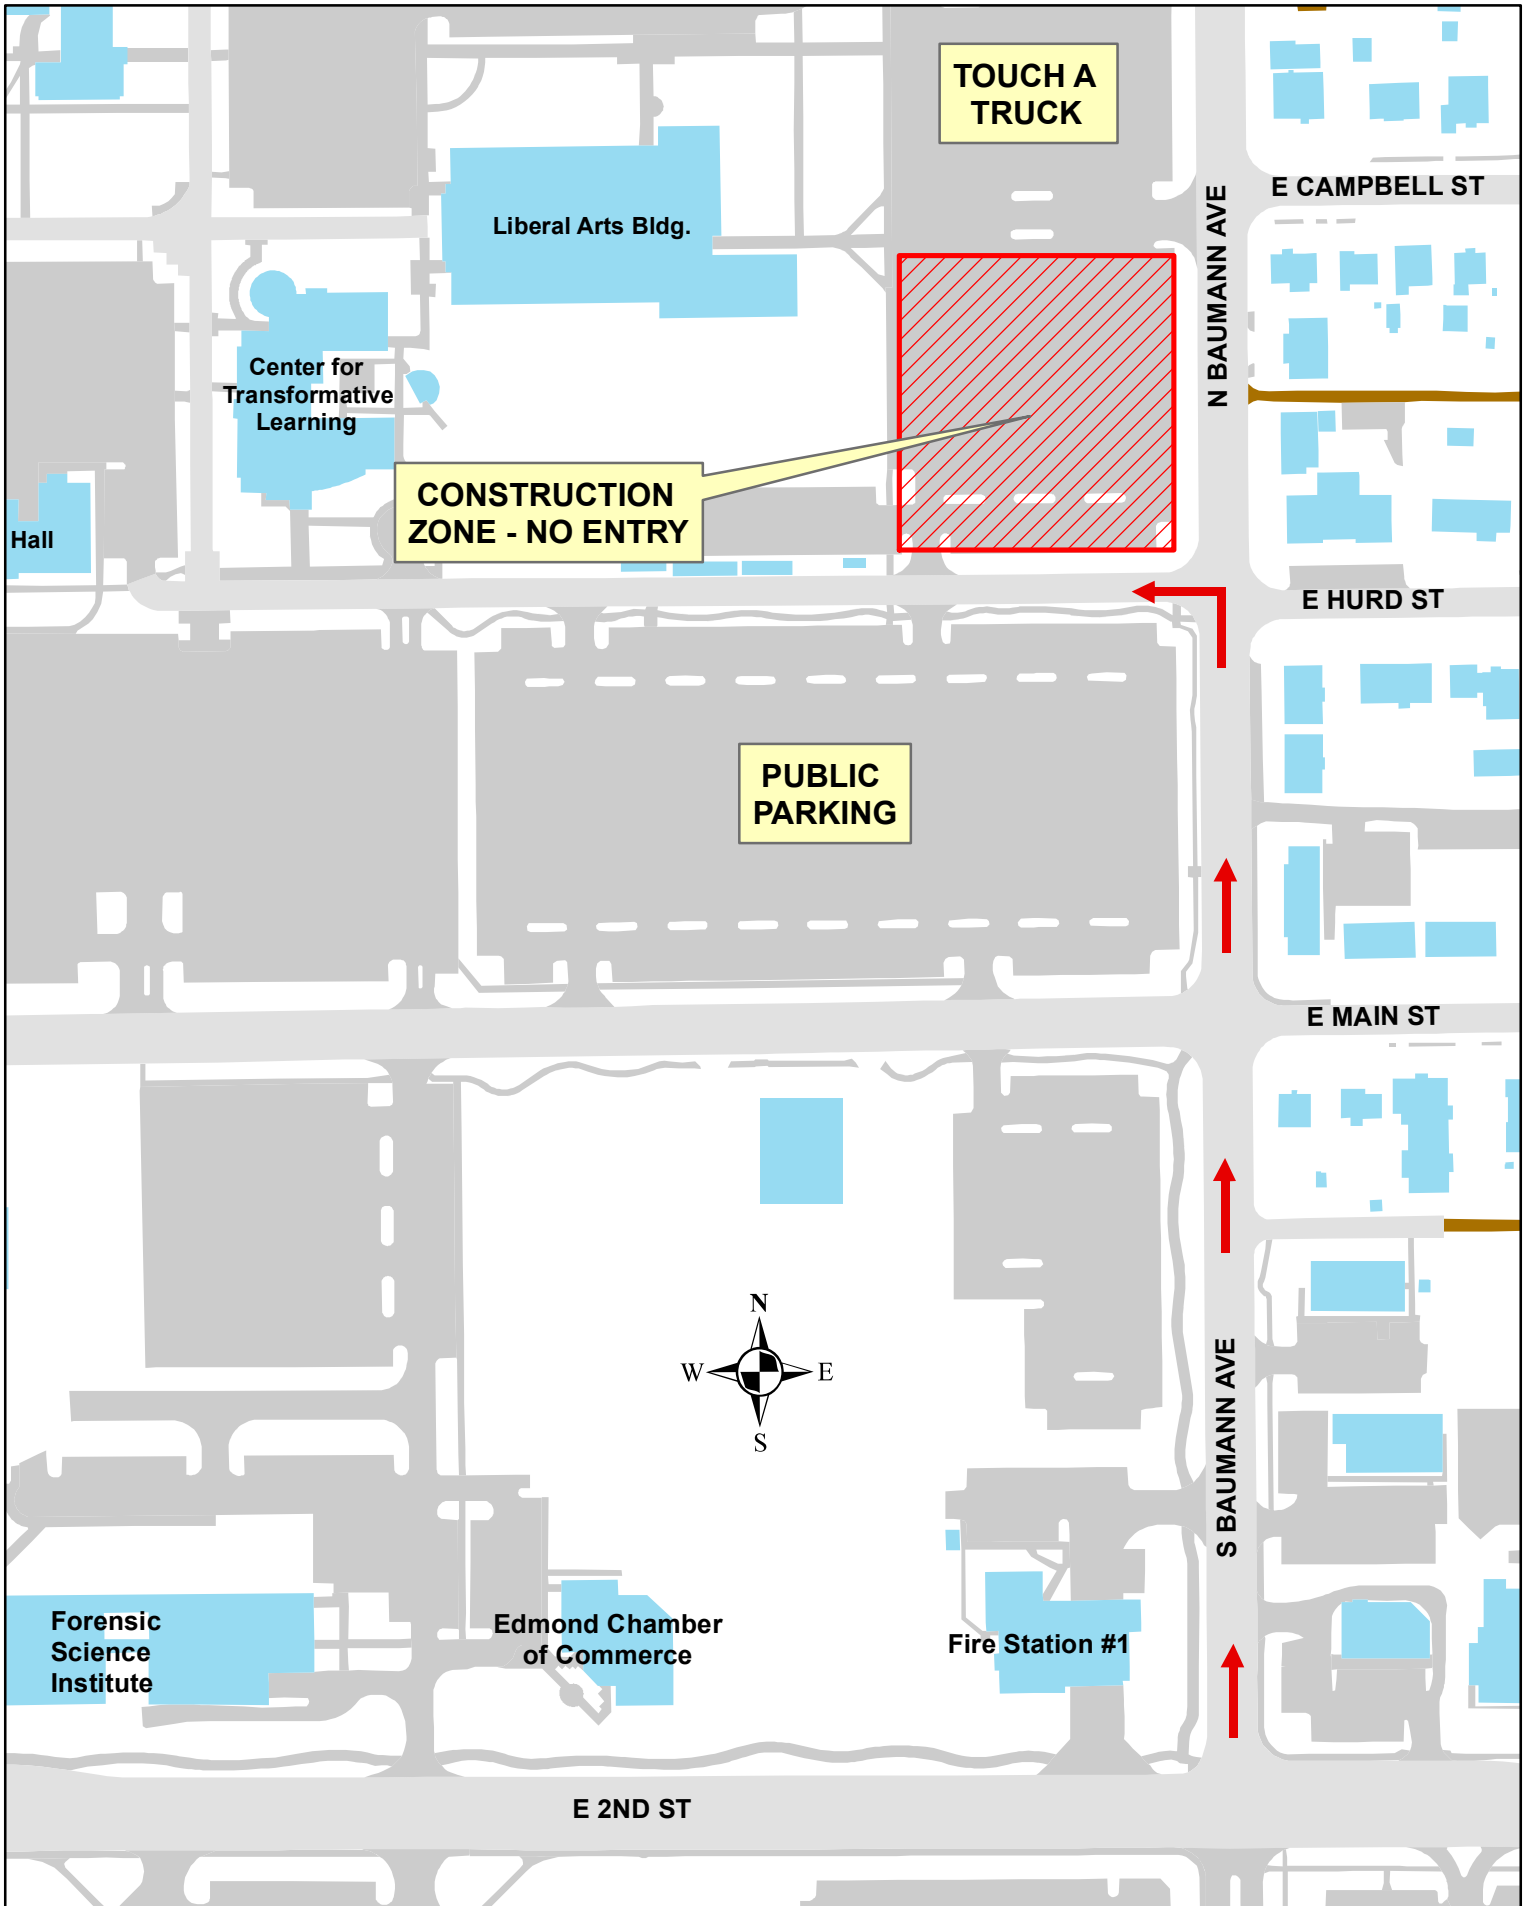 TOUCH A
TRUCK
E CAMPBELL ST
N BAUMANN AVE
Liberal Arts Bldg.
Center for
Transformative
Learning
CONSTRUCTION
ZONE - NO ENTRY
Hall
E HURD ST
PUBLIC
PARKING
E MAIN ST
N
W
E
S
S BAUMANN AVE
Forensic
Science
Institute
Edmond Chamber
of Commerce
Fire Station #1
E 2ND ST